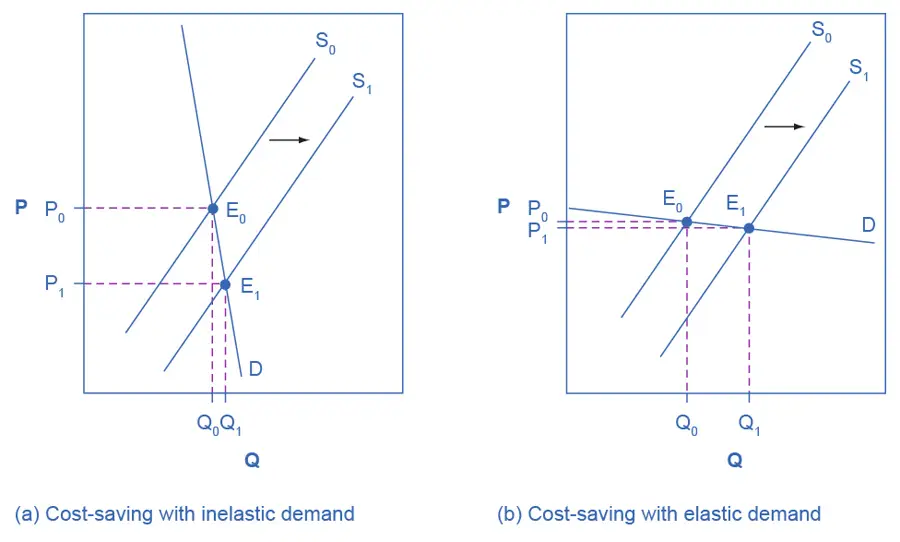 S₀
S₁
P P₀ E₀
P₁ E₁
D
Q₀Q₁
Q
(a) Cost-saving with inelastic demand
S₀
S₁
E₀ E₁
P P₀ D
P₁
Q₀ Q₁
Q
(b) Cost-saving with elastic demand